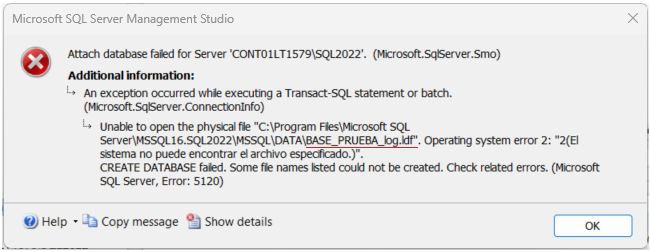 Microsoft SQL Server Management Studio
Attach database failed for Server 'CONT01LT1579\SQL2022'. (Microsoft.SqlServer.Smo)
Additional information:
An exception occurred while executing a Transact-SQL statement or batch.
(Microsoft.SqlServer.ConnectionInfo)
Unable to open the physical file "C:\Program Files\Microsoft SQL
Server\MSSQL16.SQL2022\MSSQL\DATA\BASE_PRUEBA_log.ldf". Operating system error 2: "2(El
sistema no puede encontrar el archivo especificado.)".
CREATE DATABASE failed. Some file names listed could not be created. Check related errors. (Microsoft
SQL Server, Error: 5120)
Help Copy message Show details OK